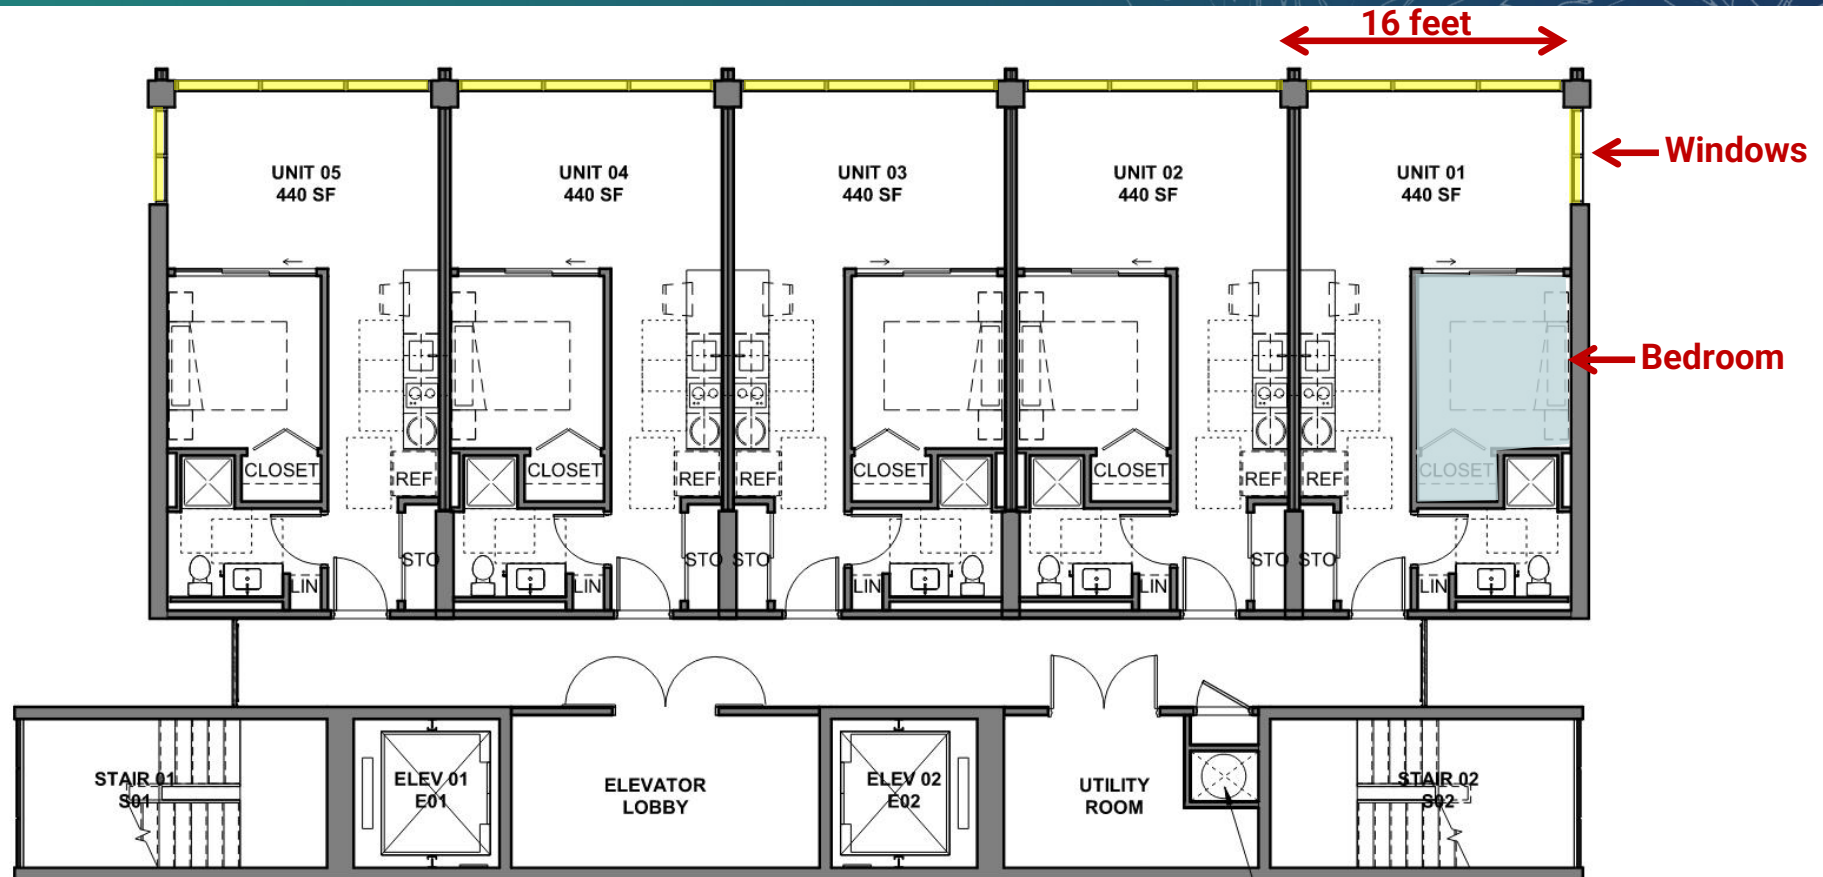 16 feet
Windows
UNIT 05
440 SF
UNIT 04
440 SF
UNIT 03
440 SF
UNIT 02
440 SF
UNIT 01
440 SF
Bedroom
CLOSET
REF
CLOSET
REF
REF
CLOSET
CLOSET
REF
REF
CLOSET
STO
LIN
STO
LIN
STO
LIN
STO
LIN
STO
LIN
STAIR 01
S01
ELEV 01
E01
ELEVATOR
LOBBY
ELEV 02
E02
UTILITY
ROOM
STAIR 02
S02